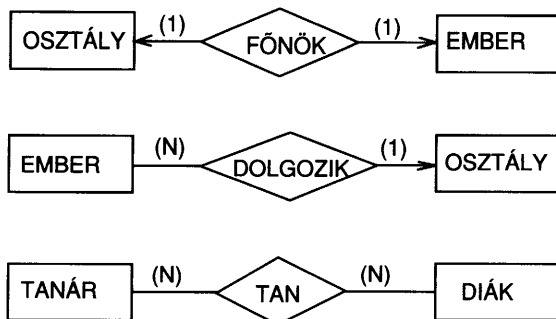 OSZTÁLY (1) FŐNÖK (1) EMBER
EMBER (N) DOLGOZIK (1) OSZTÁLY
TANÁR (N) TAN (N) DIÁK